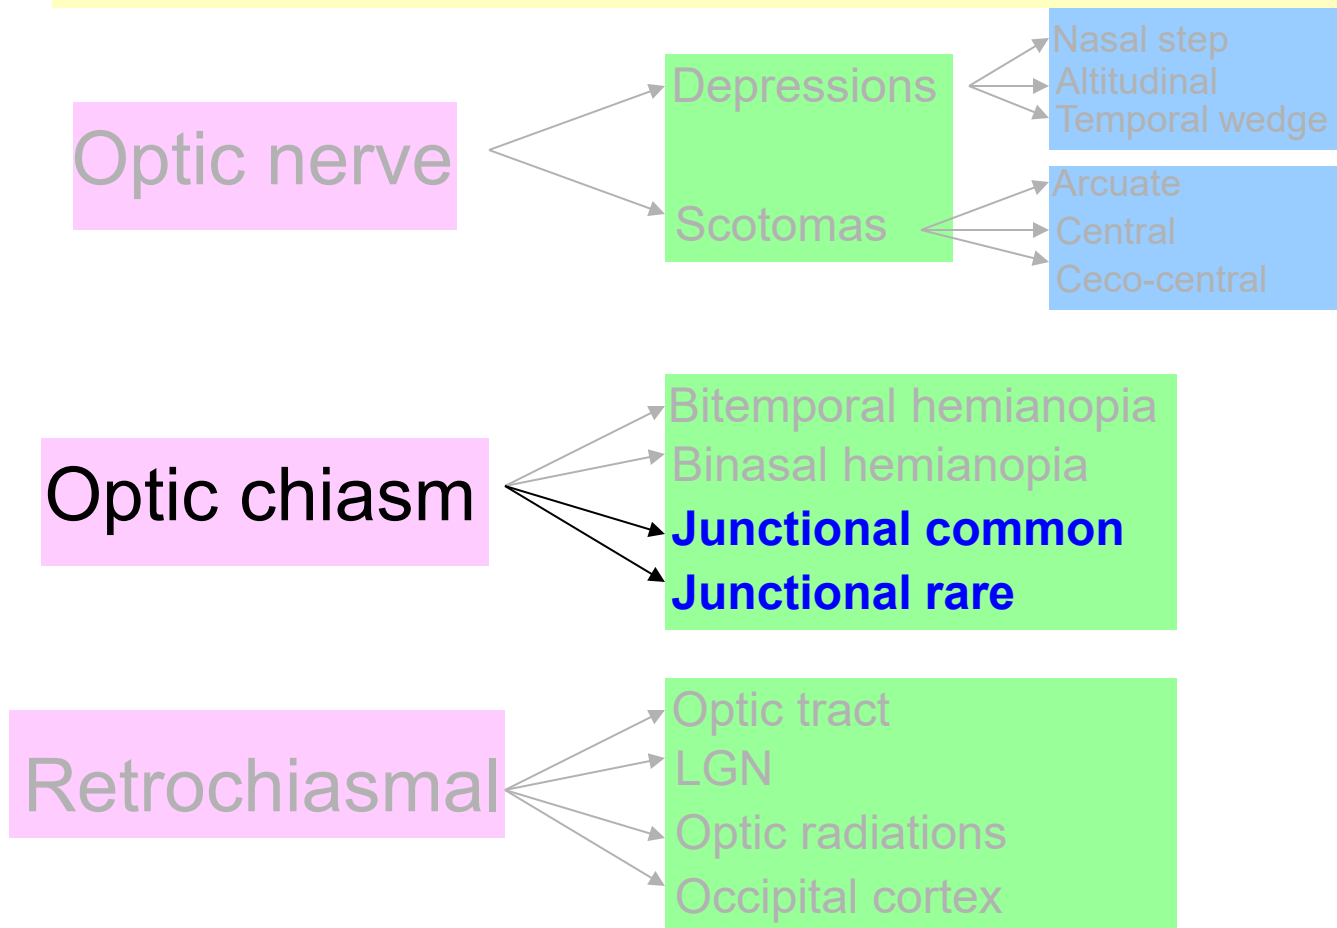 Optic nerve
Depressions
Nasal step
Altitudinal
Temporal wedge
Scotomas
Arcuate
Central
Ceco-central
Optic chiasm
Bitemporal hemianopia
Binasal hemianopia
Junctional common
Junctional rare
Retrochiasmal
Optic tract
LGN
Optic radiations
Occipital cortex